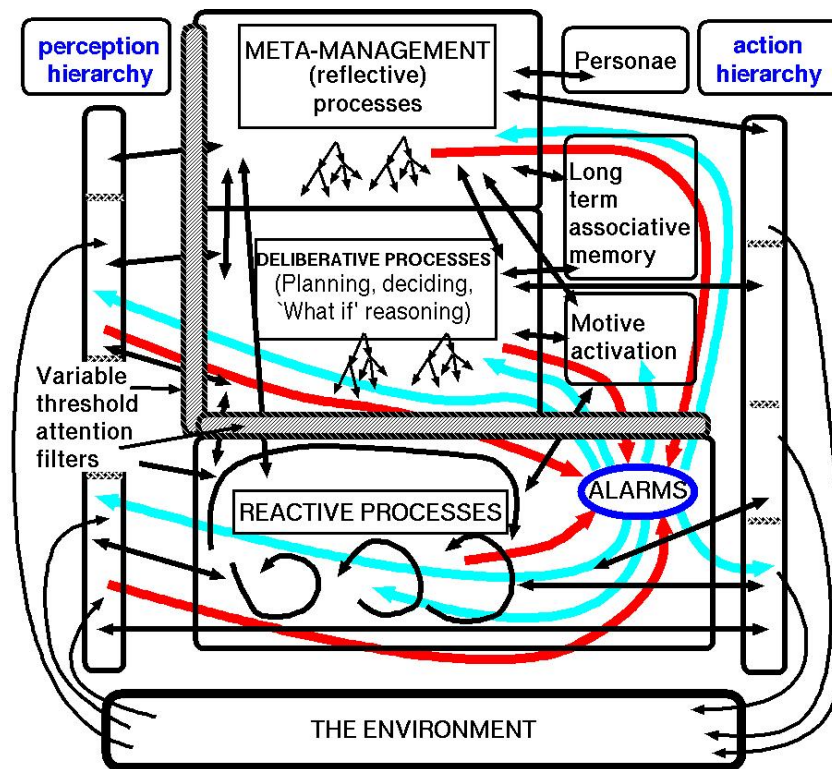 perception
hierarchy
META-MANAGEMENT
(reflective)
processes
Personae
action
hierarchy
Long
term
associative
memory
DELIBERATIVE PROCESSES
(Planning, deciding,
`What if' reasoning)
Motive
activation
Variable
threshold
attention
filters
REACTIVE PROCESSES
ALARMS
THE ENVIRONMENT